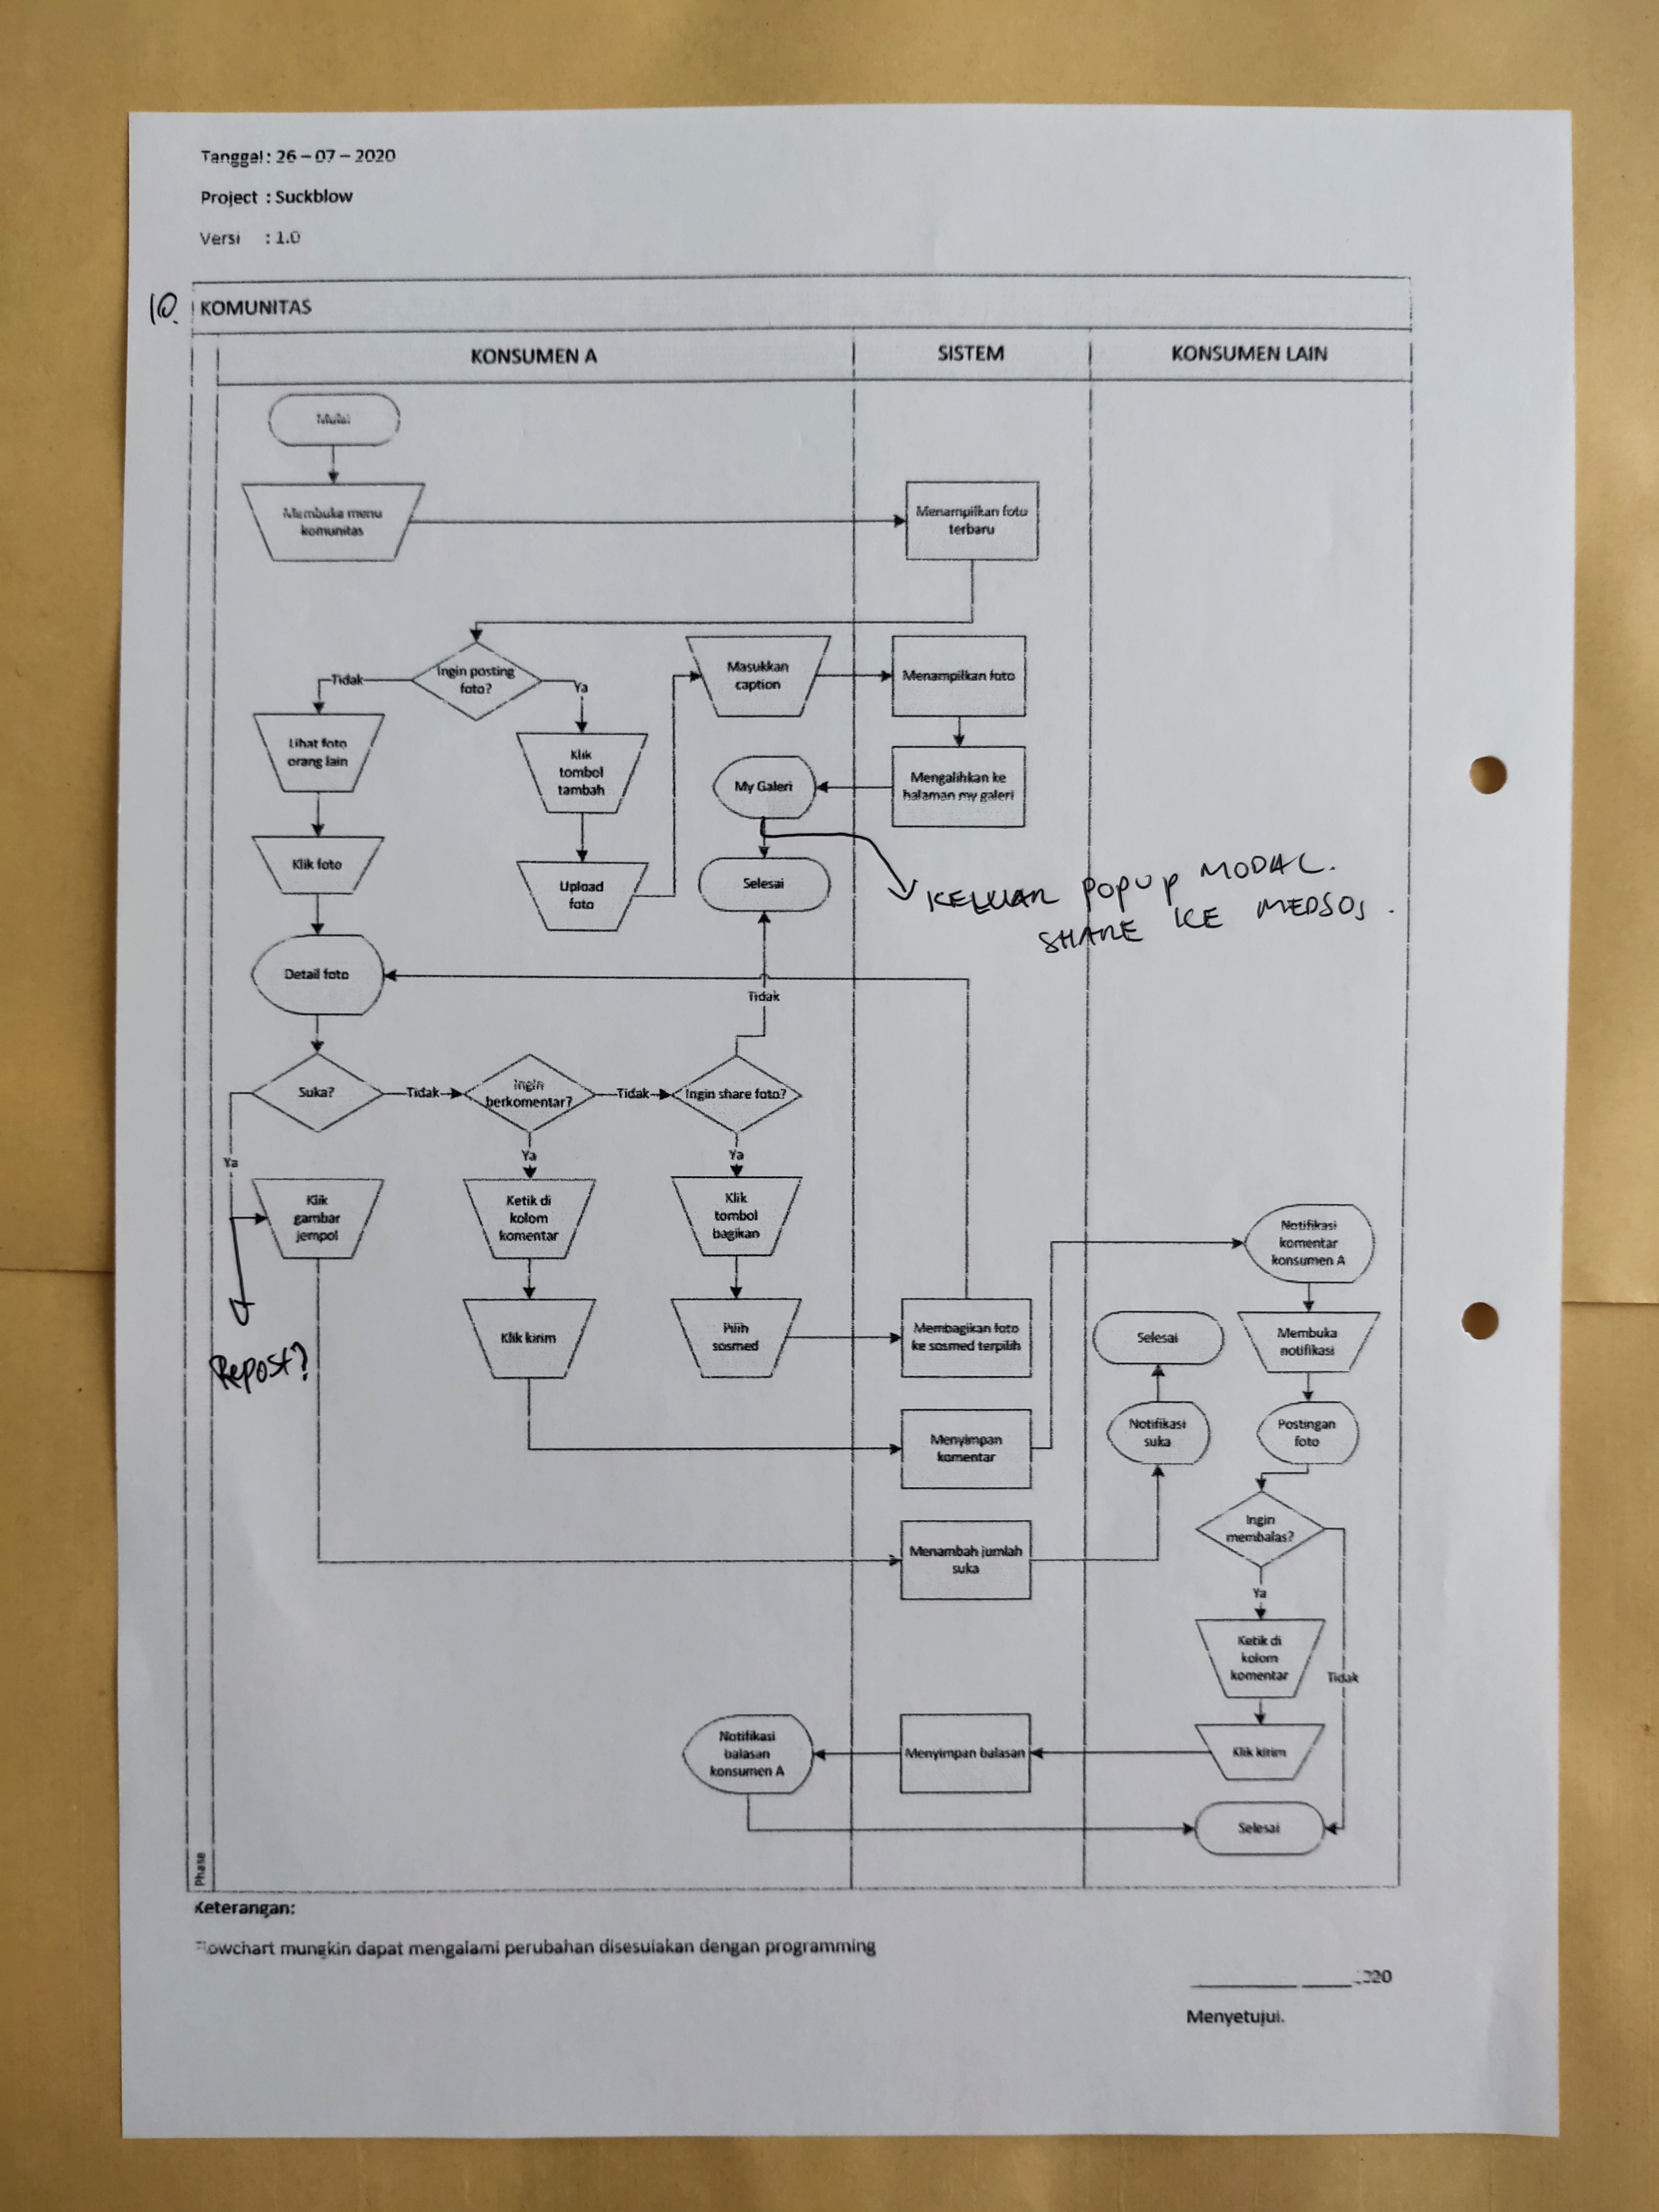 Tanggal : 26 – 07 – 2020
Project : Suckblow
Versi : 1.0
10.
KOMUNITAS
KONSUMEN A
SISTEM
KONSUMEN LAIN
Mulai
Membuka menu
komunitas
Menampilkan foto
terbaru
Ingin posting
foto?
Ya
Tidak
Klik
tombol
tambah
Upload
foto
Masukkan
caption
Menampilkan foto
Mengalihkan ke
halaman my galeri
My Galeri
Selesai
KELUAR POPUP MODAL.
SHARE KE MEDSOS.
Lihat foto
orang lain
Klik foto
Detail foto
Suka?
Tidak
Ingin
berkomentar?
Tidak
Ingin share foto?
Tidak
Ya
Klik
gambar
jempol
Repost?
Ya
Ketik di
kolom
komentar
Klik kirim
Ya
Klik
tombol
bagikan
Pilih
sosmed
Membagikan foto
ke sosmed terpilih
Menyimpan
komentar
Menambah jumlah
suka
Notifikasi
komentar
konsumen A
Membuka
notifikasi
Postingan
foto
Selesai
Notifikasi
suka
Ingin
membalas?
Ya
Tidak
Ketik di
kolom
komentar
Klik kirim
Menyimpan balasan
Notifikasi
balasan
konsumen A
Selesai
Phase
Keterangan:
Flowchart mungkin dapat mengalami perubahan disesuiakan dengan programming
2020
Menyetujui.